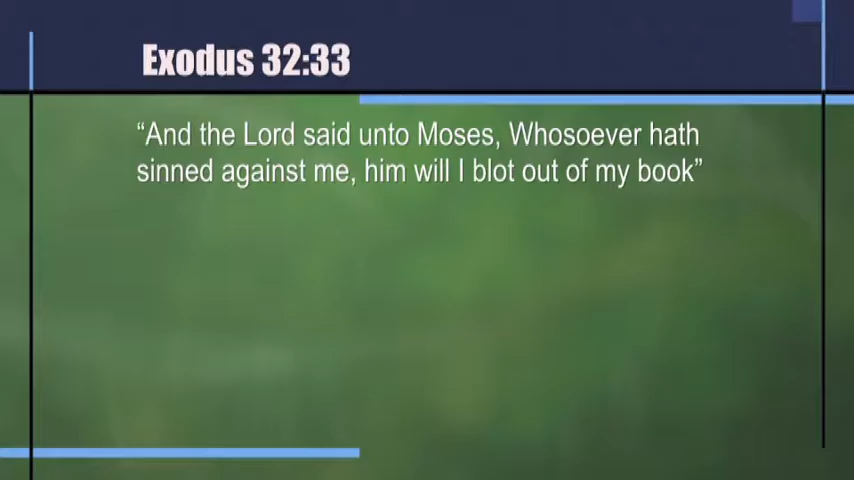 Exodus 32:33
“And the Lord said unto Moses, Whosoever hath
sinned against me, him will I blot out of my book”